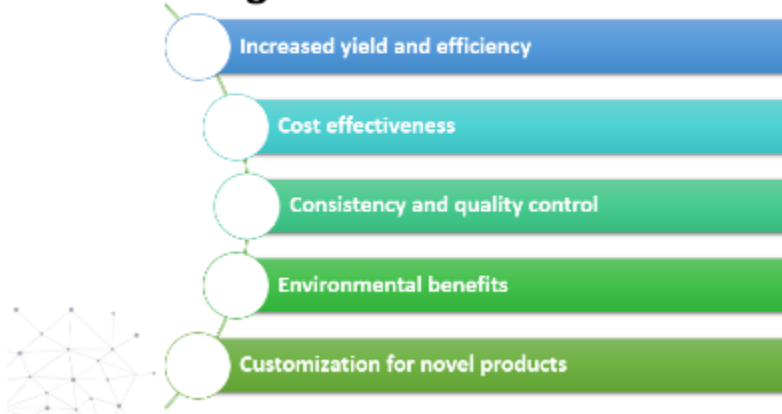 Increased yield and efficiency
Cost effectiveness
Consistency and quality control
Environmental benefits
Customization for novel products